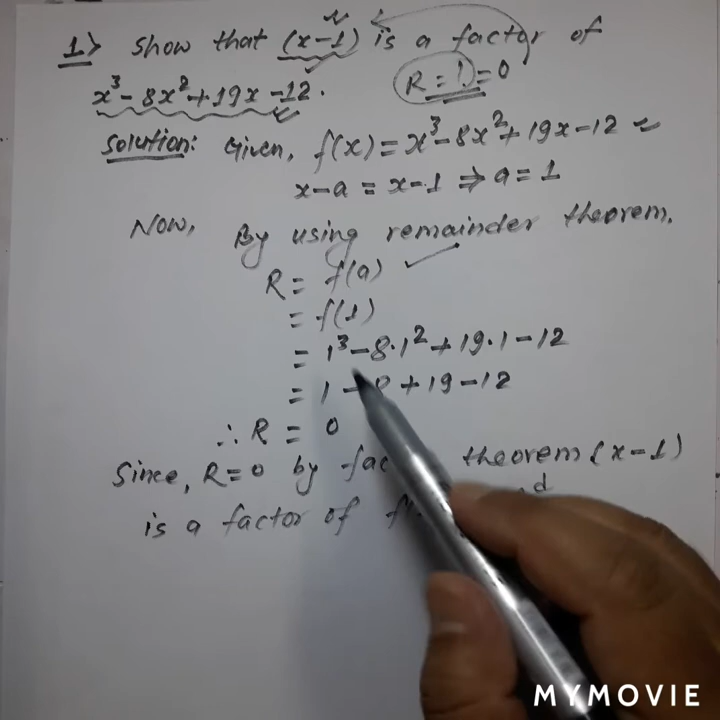 1> Show that (x-1) is a factor of
x³-8x²+19x-12.
R=1=0
Solution: Given, f(x)=x³-8x²+19x-12
x-a = x-1 ⇒ a=1
Now, By using remainder theorem.
R= f(a)
= f(1)
= 1³-8·1²+19·1-12
= 1-8+19-12
∴ R = 0
Since, R=0 by theorem (x-1)
is a factor of
MYMOVIE